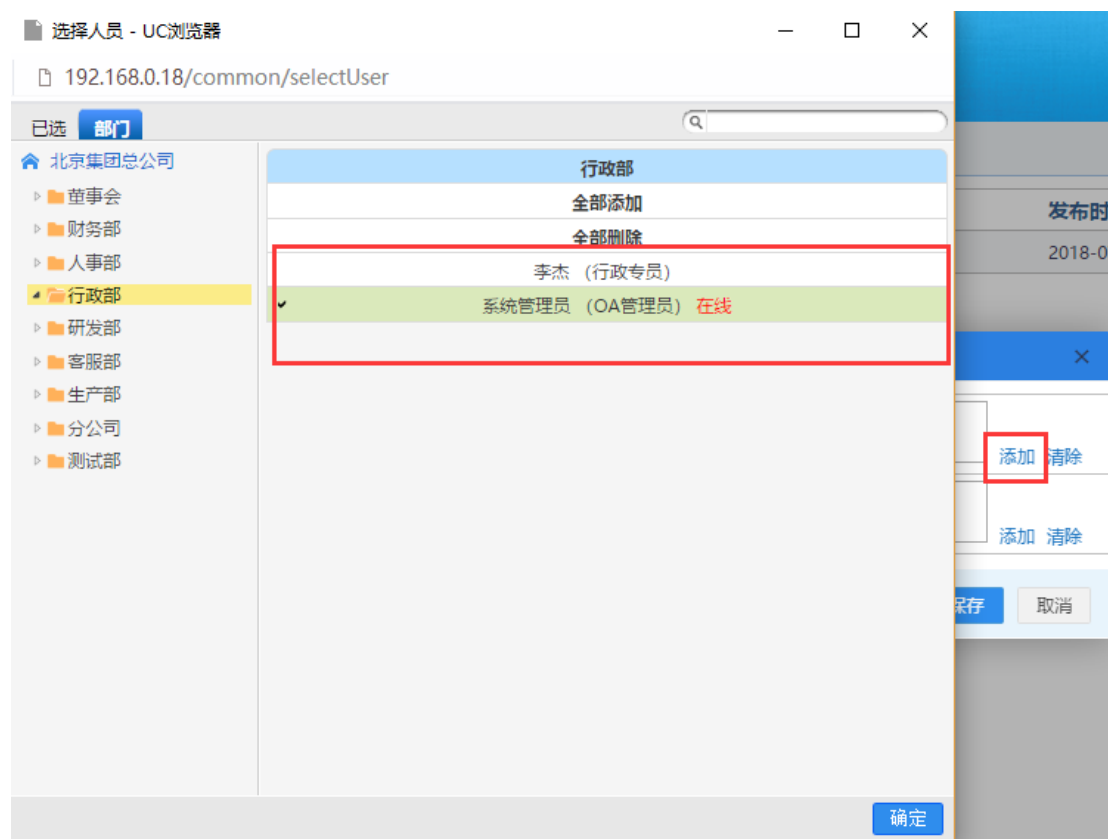 选择人员 - UC浏览器
192.168.0.18/common/selectUser
已选 部门
北京集团总公司
董事会
财务部
人事部
行政部
研发部
客服部
生产部
分公司
测试部
行政部
全部添加
全部删除
李杰 (行政专员)
系统管理员 (OA管理员) 在线
确定
发布时
2018-0
添加 清除
添加 清除
保存 取消